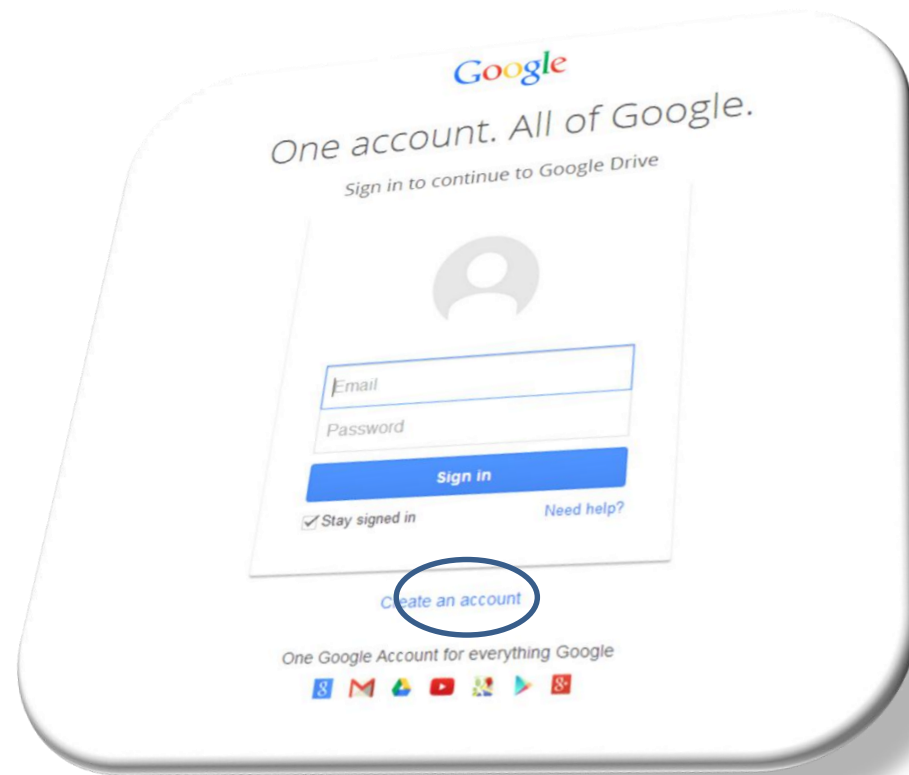 Google
One account. All of Google.
Sign in to continue to Google Drive
Email
Password
Sign in
Stay signed in Need help?
Create an account
One Google Account for everything Google